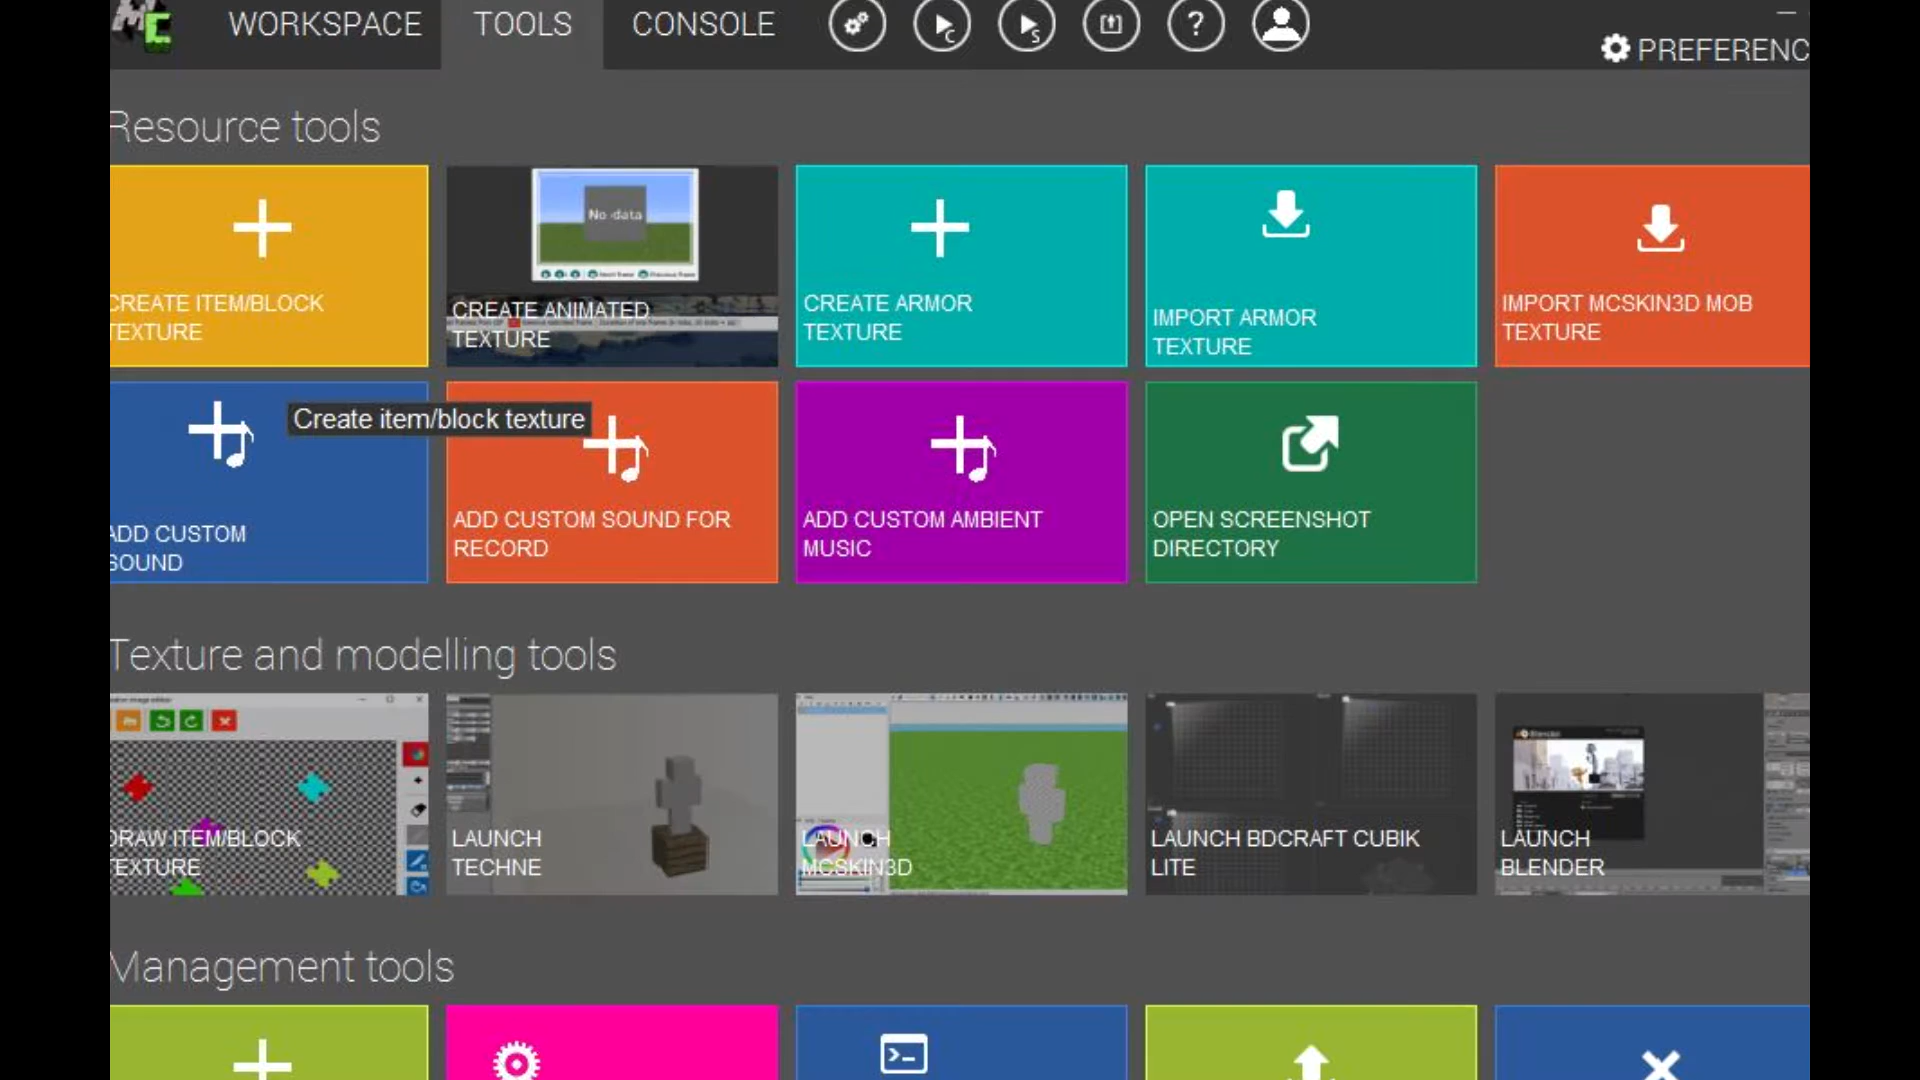 WORKSPACE TOOLS CONSOLE
C S ?
PREFERENC
Resource tools
CREATE ITEM/BLOCK
TEXTURE
No data
CREATE ANIMATED
TEXTURE
CREATE ARMOR
TEXTURE
IMPORT ARMOR
TEXTURE
IMPORT MCSKIN3D MOB
TEXTURE
Create item/block texture
ADD CUSTOM
SOUND
ADD CUSTOM SOUND FOR
RECORD
ADD CUSTOM AMBIENT
MUSIC
OPEN SCREENSHOT
DIRECTORY
Texture and modelling tools
DRAW ITEM/BLOCK
TEXTURE
LAUNCH
TECHNE
LAUNCH
MCSKIN3D
LAUNCH BDCRAFT CUBIK
LITE
LAUNCH
BLENDER
Management tools